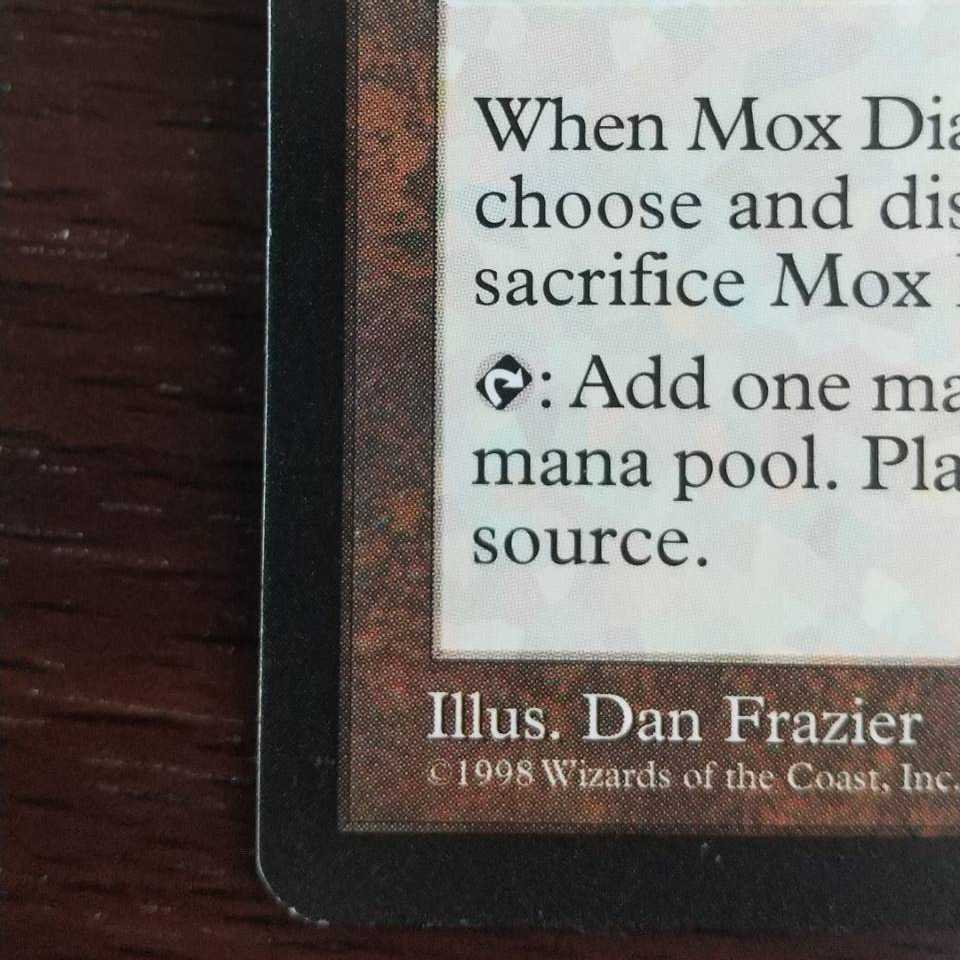 When Mox Dia
choose and dis
sacrifice Mox
: Add one ma
mana pool. Pla
source.
Illus. Dan Frazier
©1998 Wizards of the Coast, Inc.